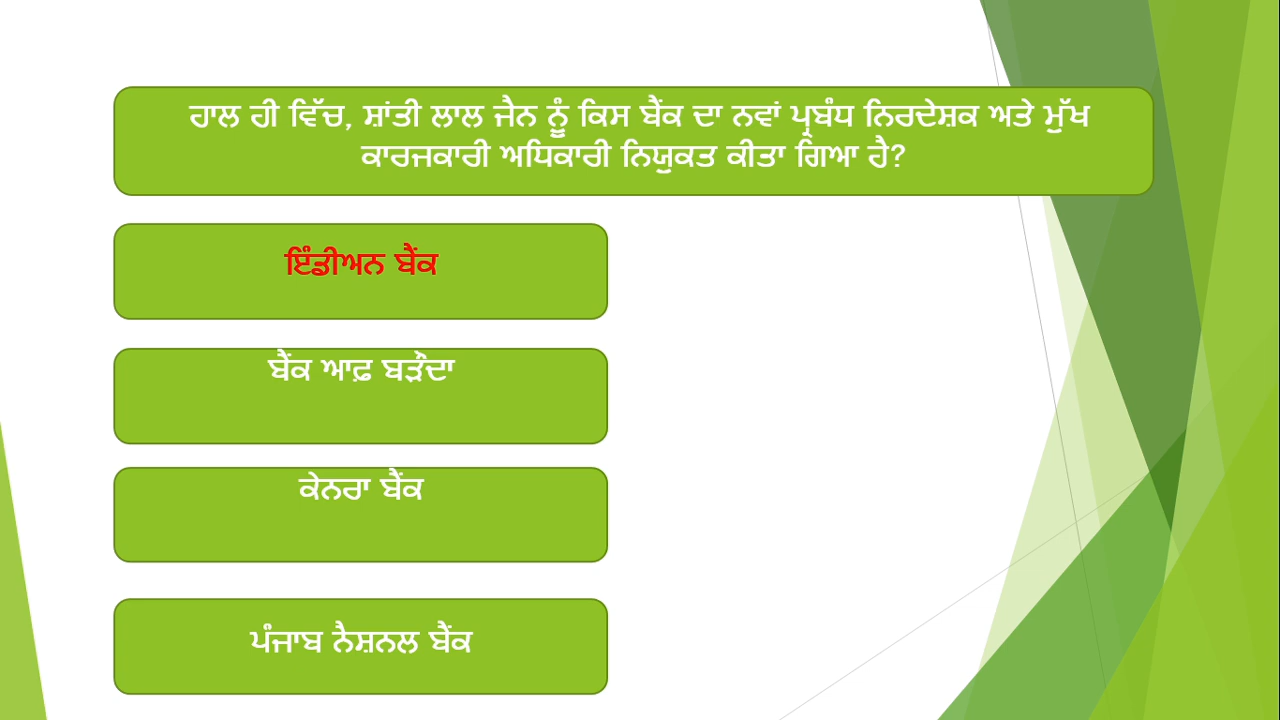 ਹਾਲ ਹੀ ਵਿੱਚ, ਸ਼ਾਂਤੀ ਲਾਲ ਜੈਨ ਨੂੰ ਕਿਸ ਬੈਂਕ ਦਾ ਨਵਾਂ ਪ੍ਰਬੰਧ ਨਿਰਦੇਸ਼ਕ ਅਤੇ ਮੁੱਖ
ਕਾਰਜਕਾਰੀ ਅਧਿਕਾਰੀ ਨਿਯੁਕਤ ਕੀਤਾ ਗਿਆ ਹੈ?
ਇੰਡੀਅਨ ਬੈਂਕ
ਬੈਂਕ ਆਫ਼ ਬੜੌਦਾ
ਕੇਨਰਾ ਬੈਂਕ
ਪੰਜਾਬ ਨੈਸ਼ਨਲ ਬੈਂਕ